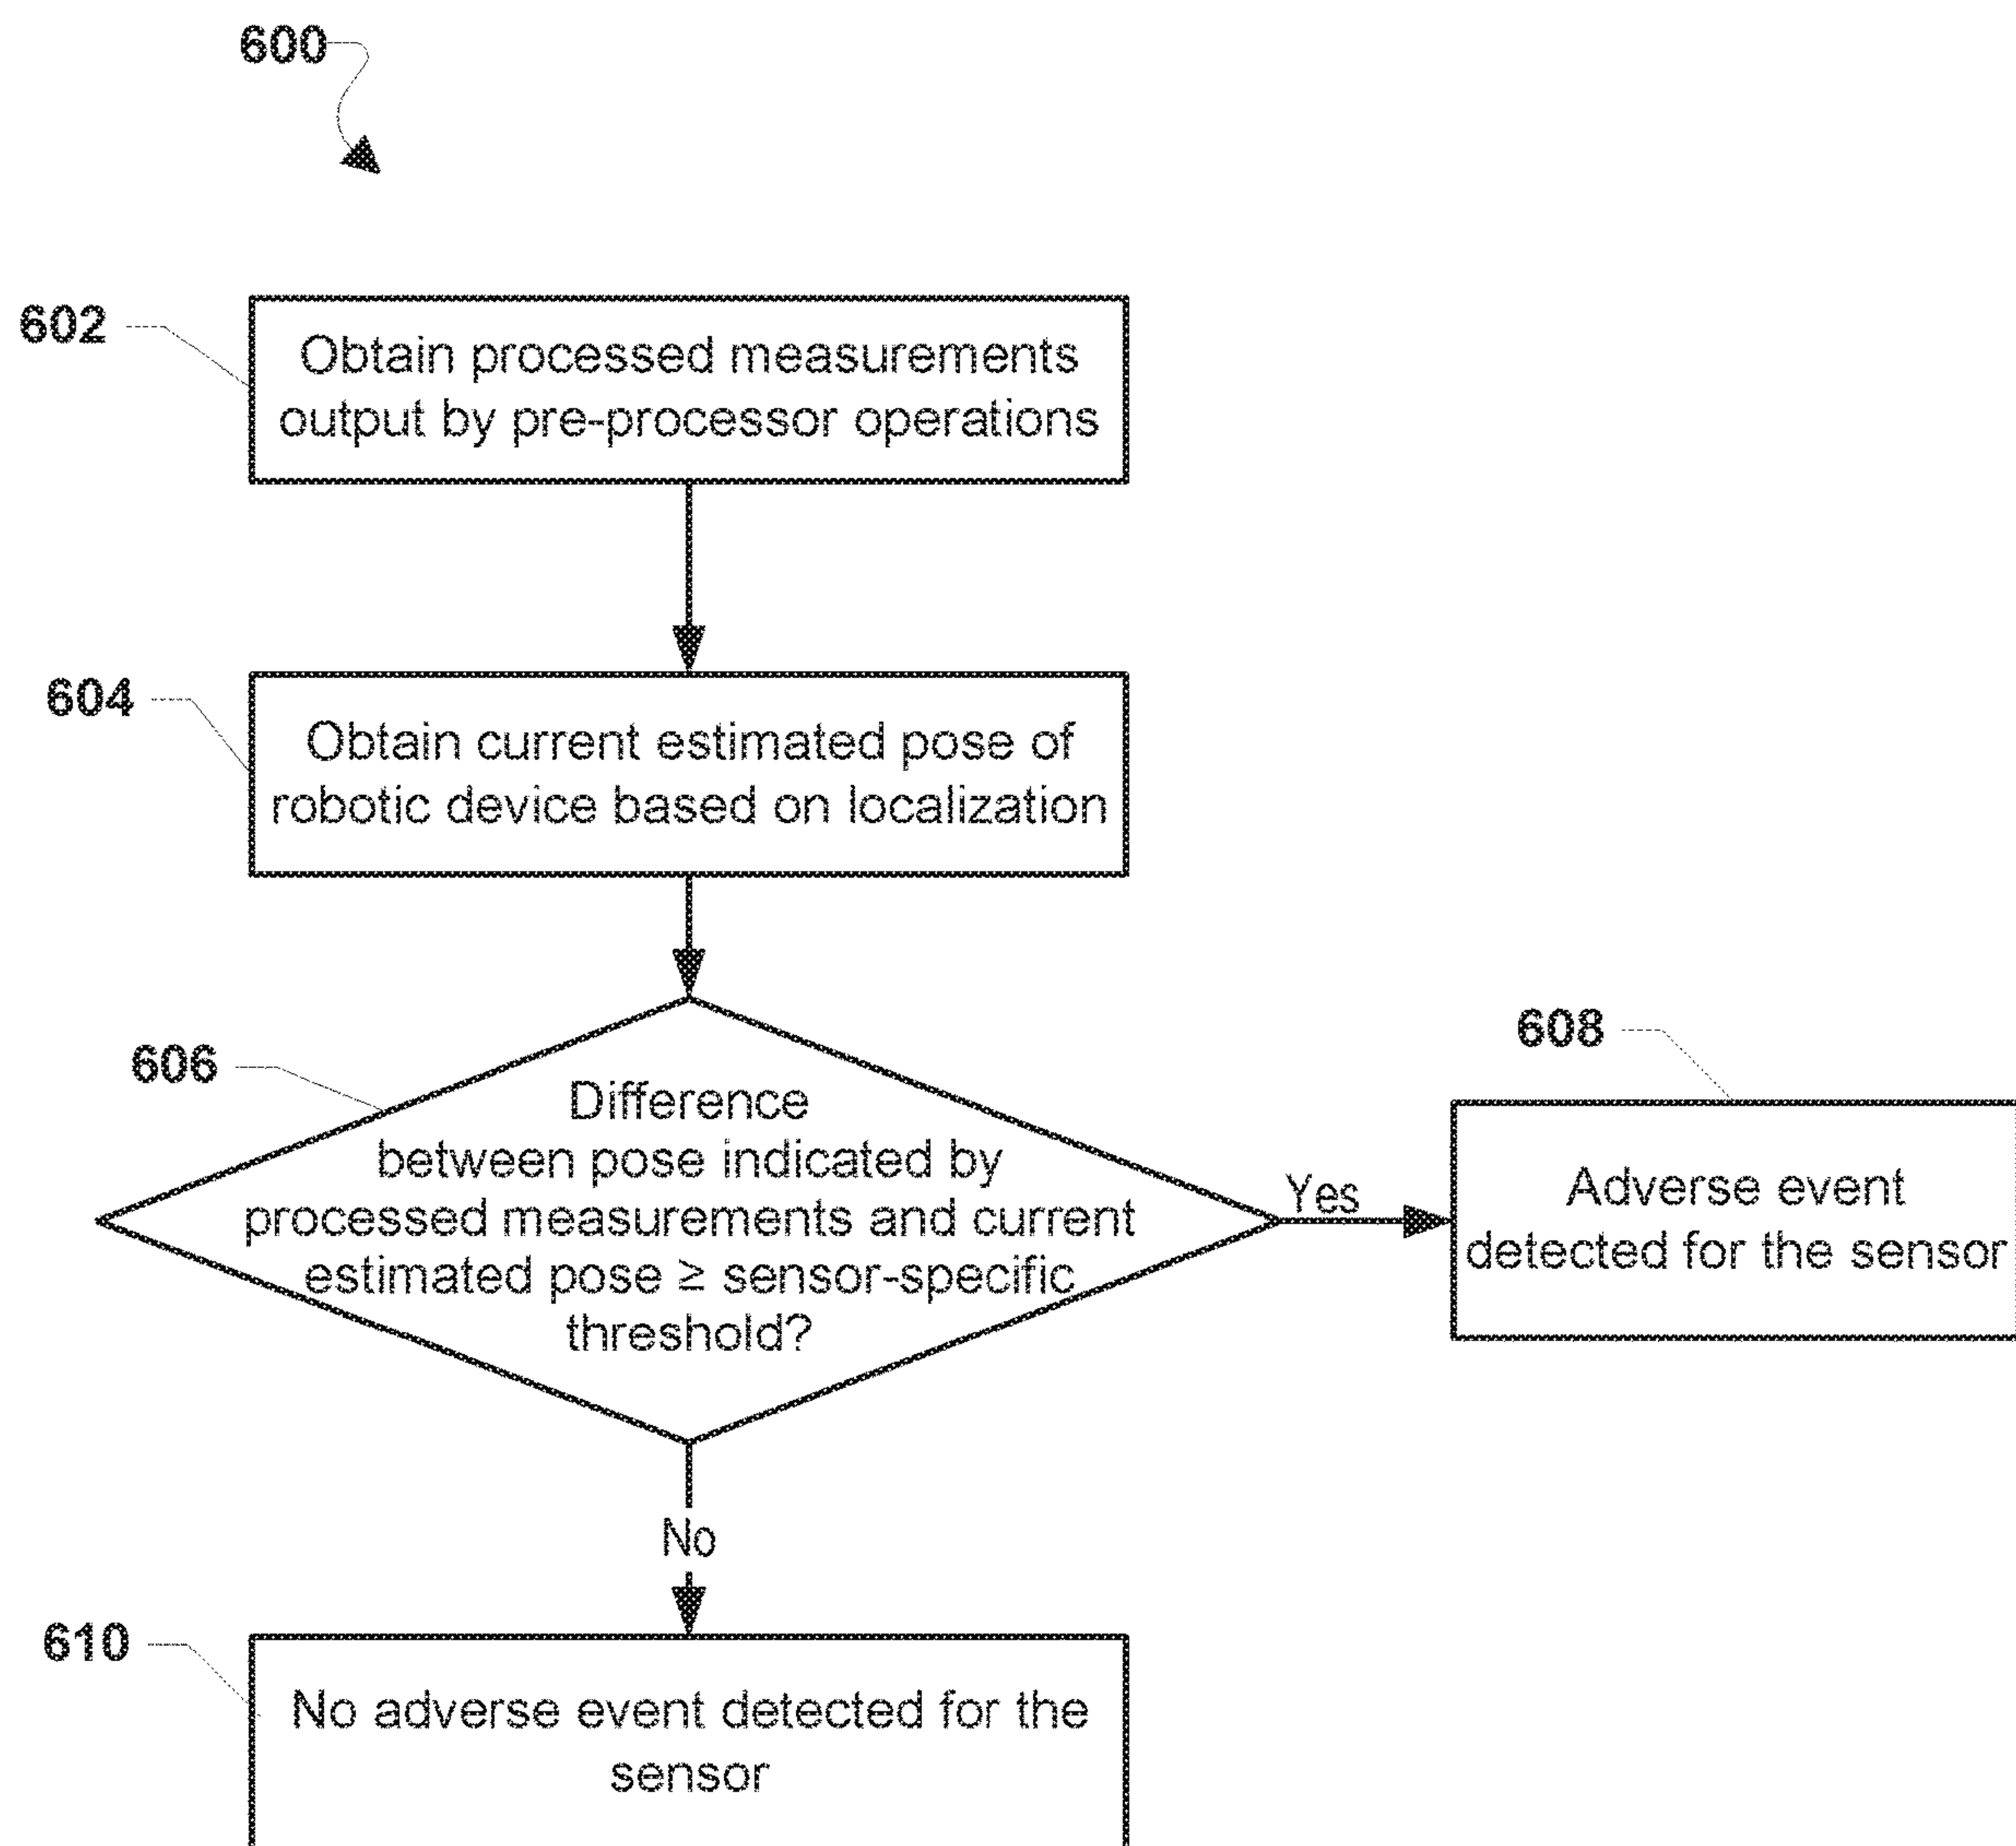 600
602
Obtain processed measurements
output by pre-processor operations
604
Obtain current estimated pose of
robotic device based on localization
606
Difference
between pose indicated by
processed measurements and current
estimated pose ≥ sensor-specific
threshold?
Yes
608
Adverse event
detected for the sensor
No
610
No adverse event detected for the
sensor